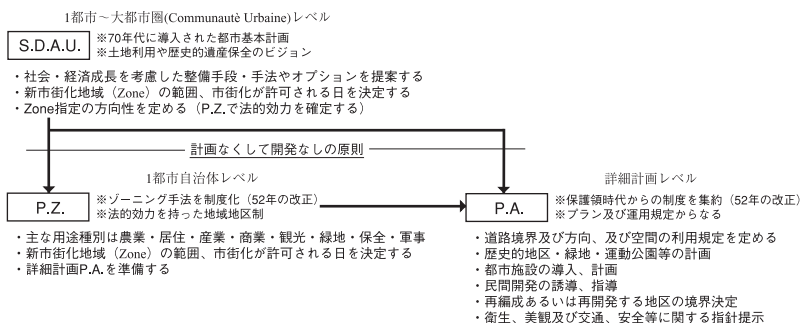 1都市～大都市圏(Communautè Urbaine)レベル
S.D.A.U.
※70年代に導入された都市基本計画
※土地利用や歴史的遺産保全のビジョン
・社会・経済成長を考慮した整備手段・手法やオプションを提案する
・新市街化地域（Zone）の範囲、市街化が許可される日を決定する
・Zone指定の方向性を定める（P.Z.で法的効力を確定する）
計画なくして開発なしの原則
1都市自治体レベル
P.Z.
※ゾーニング手法を制度化（52年の改正）
※法的効力を持った地域地区制
・主な用途種別は農業・居住・産業・商業・観光・緑地・保全・軍事
・新市街化地域（Zone）の範囲、市街化が許可される日を決定する
・詳細計画P.A.を準備する
詳細計画レベル
P.A.
※保護領時代からの制度を集約（52年の改正）
※プラン及び運用規定からなる
・道路境界及び方向、及び空間の利用規定を定める
・歴史的地区・緑地・運動公園等の計画
・都市施設の導入、計画
・民間開発の誘導、指導
・再編成あるいは再開発する地区の境界決定
・衛生、美観及び交通、安全等に関する指針提示